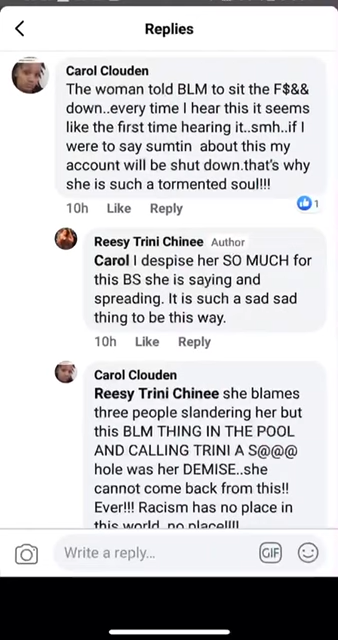 Replies
Carol Clouden
The woman told BLM to sit the F$&&
down..every time I hear this it seems
like the first time hearing it..smh..if I
were to say sumtin about this my
account will be shut down.that's why
she is such a tormented soul!!!
10h Like Reply 1
Reesy Trini Chinee Author
Carol I despise her SO MUCH for
this BS she is saying and
spreading. It is such a sad sad
thing to be this way.
10h Like Reply
Carol Clouden
Reesy Trini Chinee she blames
three people slandering her but
this BLM THING IN THE POOL
AND CALLING TRINI A S@@@
hole was her DEMISE..she
cannot come back from this!!
Ever!!! Racism has no place in
this world, no place!!!!
Write a reply...
GIF